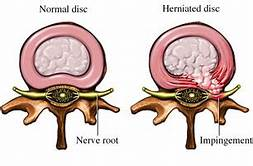 Normal disc
Herniated disc
Nerve root
Impingement